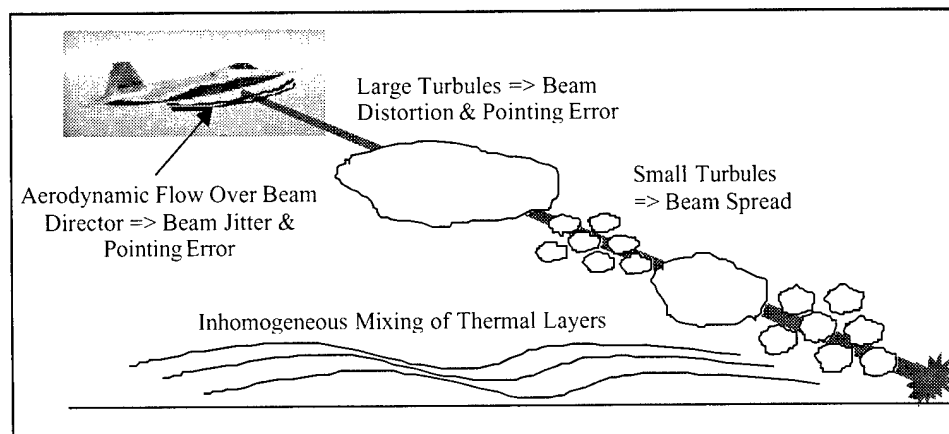 Large Turbules => Beam
Distortion & Pointing Error
Small Turbules
=> Beam Spread
Aerodynamic Flow Over Beam
Director => Beam Jitter &
Pointing Error
Inhomogeneous Mixing of Thermal Layers